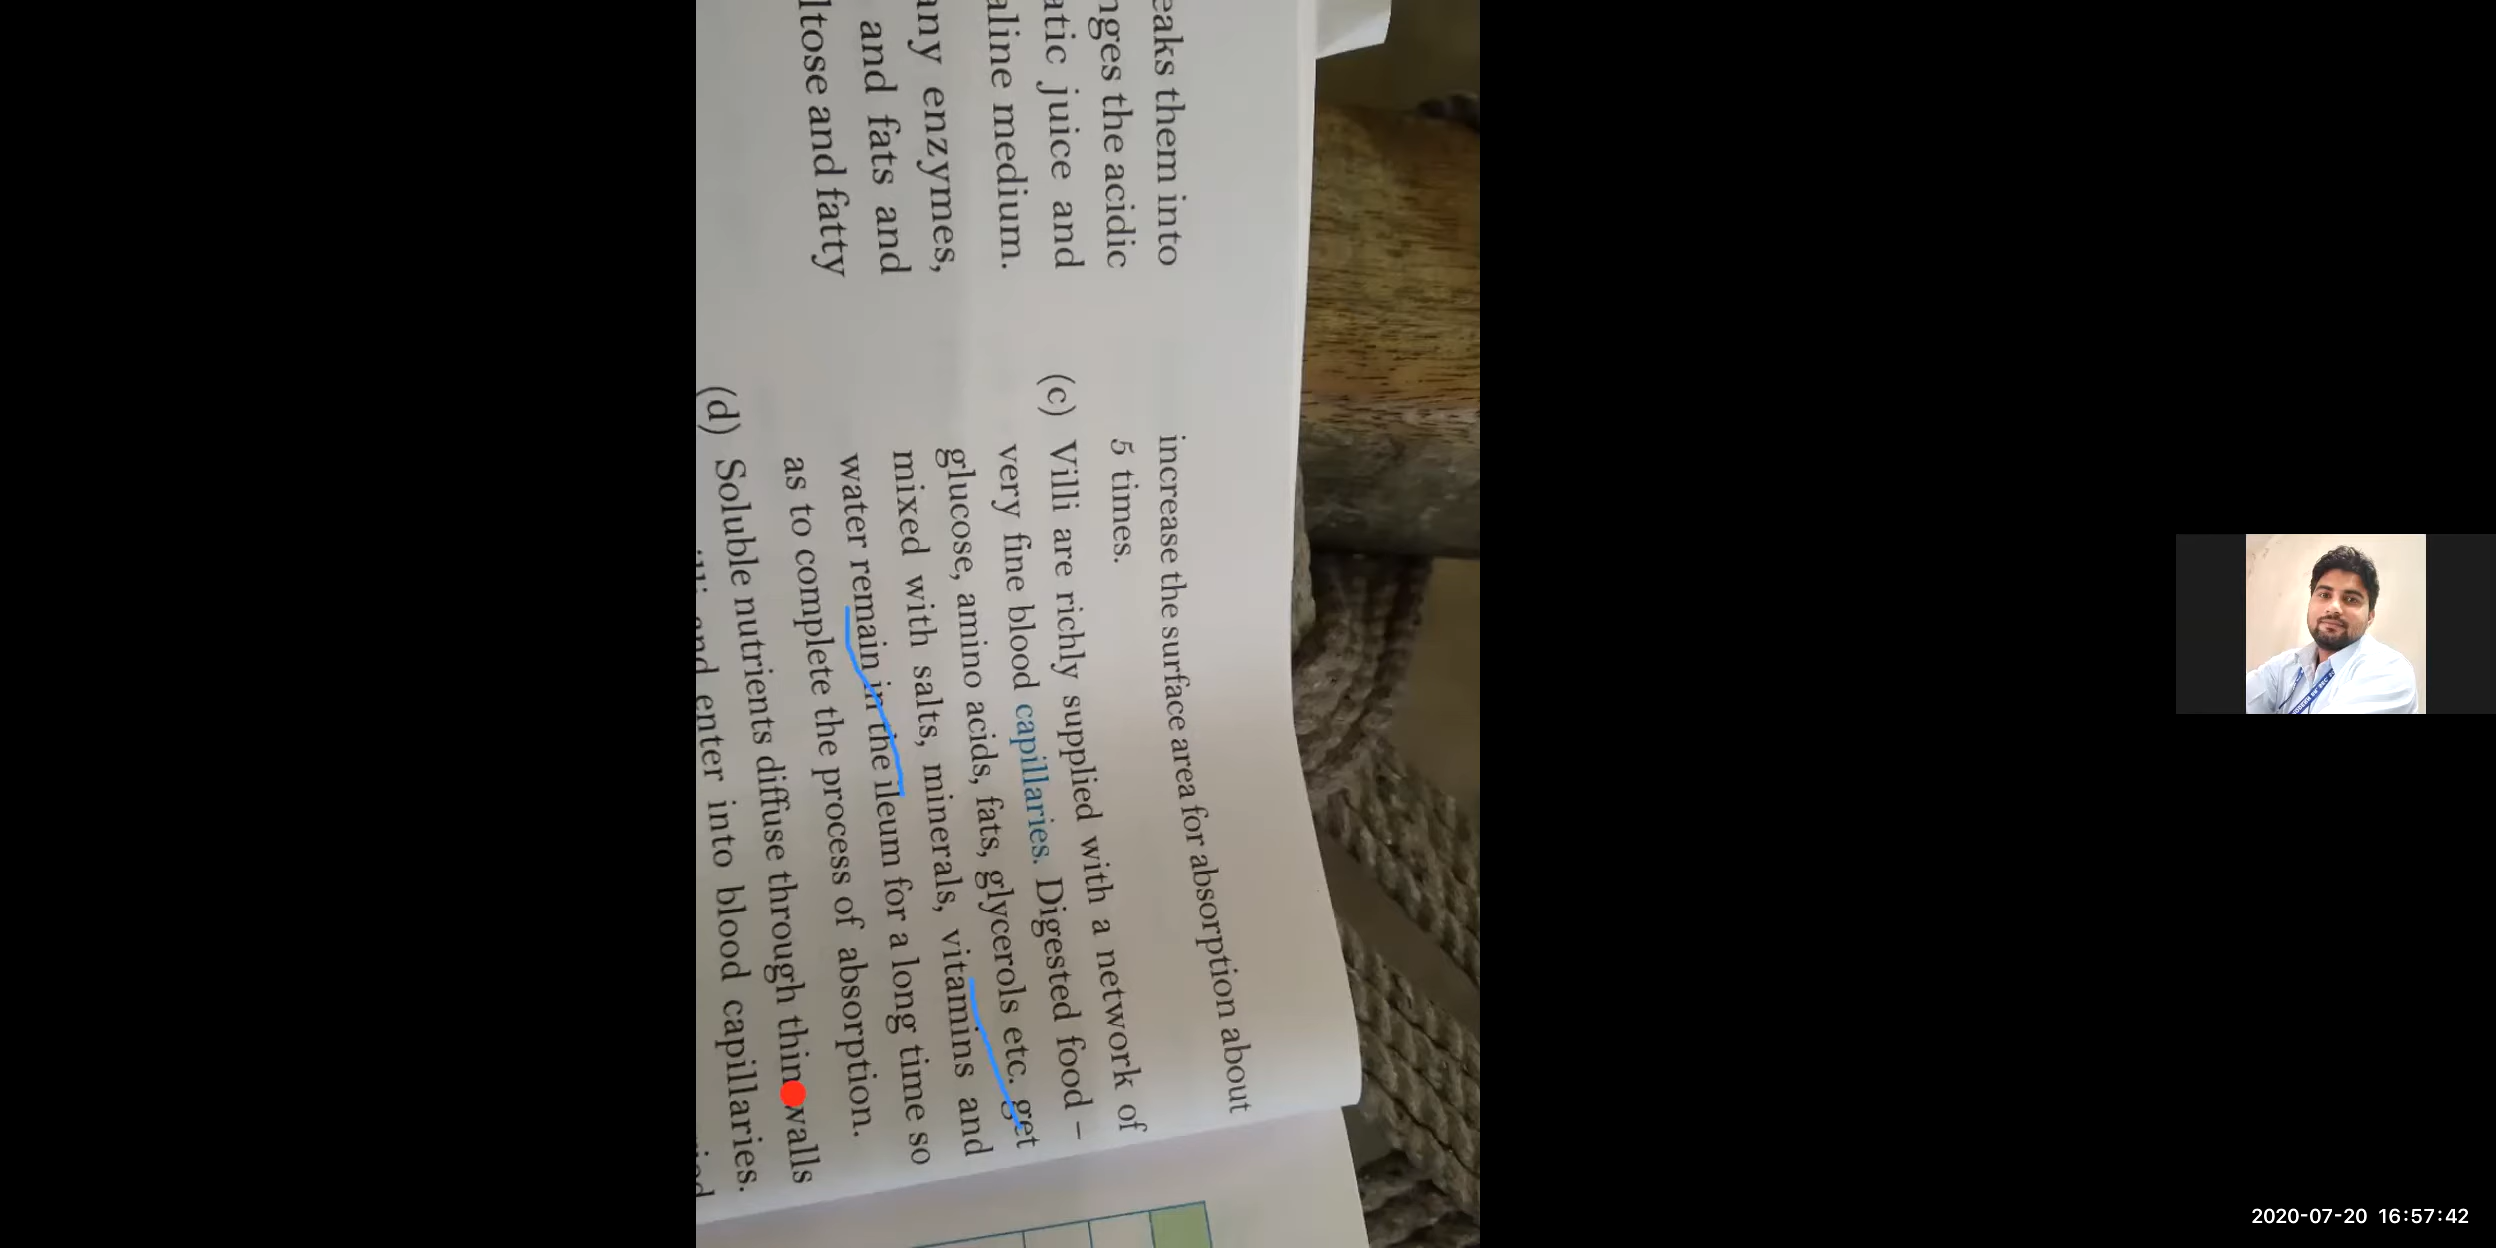 eaks them into
nges the acidic
atic juice and
aline medium.
any enzymes,
and fats and
ltose and fatty
increase the surface area for absorption about
5 times.
(c) Villi are richly supplied with a network of
very fine blood capillaries. Digested food –
glucose, amino acids, fats, glycerols etc. get
mixed with salts, minerals, vitamins and
water remain in the ileum for a long time so
as to complete the process of absorption.
(d) Soluble nutrients diffuse through thin walls
and enter into blood capillaries.
2020-07-20 16:57:42